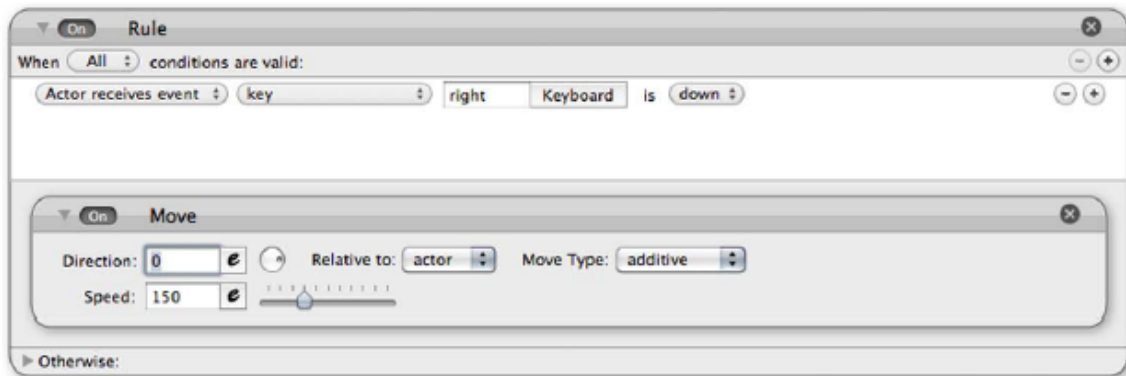 On Rule
When All conditions are valid:
Actor receives event key right Keyboard is down
On Move
Direction: 0 e Relative to: actor Move Type: additive
Speed: 150 e
Otherwise: